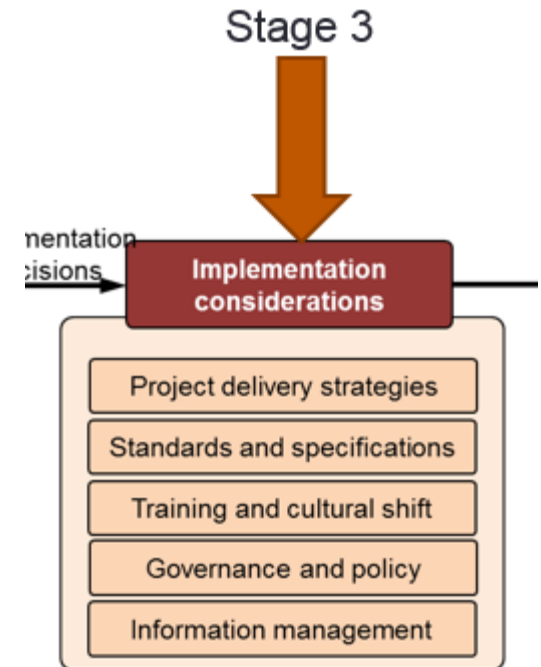 Stage 3
mentation
cisions
Implementation
considerations
Project delivery strategies
Standards and specifications
Training and cultural shift
Governance and policy
Information management